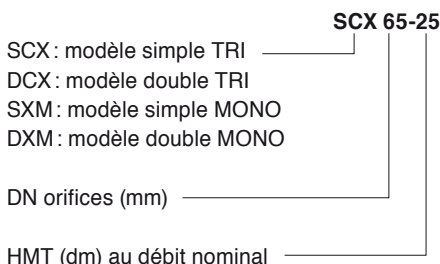 SCX 65-25
SCX : modèle simple TRI
DCX : modèle double TRI
SXM : modèle simple MONO
DXM : modèle double MONO
DN orifices (mm)
HMT (dm) au débit nominal